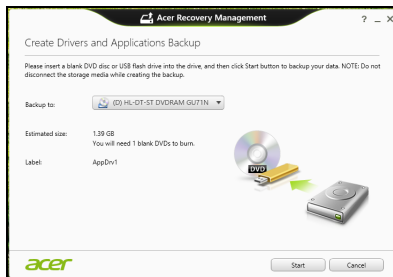 Acer Recovery Management
? _ X
Create Drivers and Applications Backup
Please insert a blank DVD disc or USB flash drive into the drive, and then click Start button to backup your data. NOTE: Do not
disconnect the storage media while creating the backup.
Backup to: (D) HL-DT-ST DVDRAM GU71N
Estimated size: 1.39 GB
You will need 1 blank DVDs to burn.
Label: AppDrv1
DVD
acer
Start Cancel